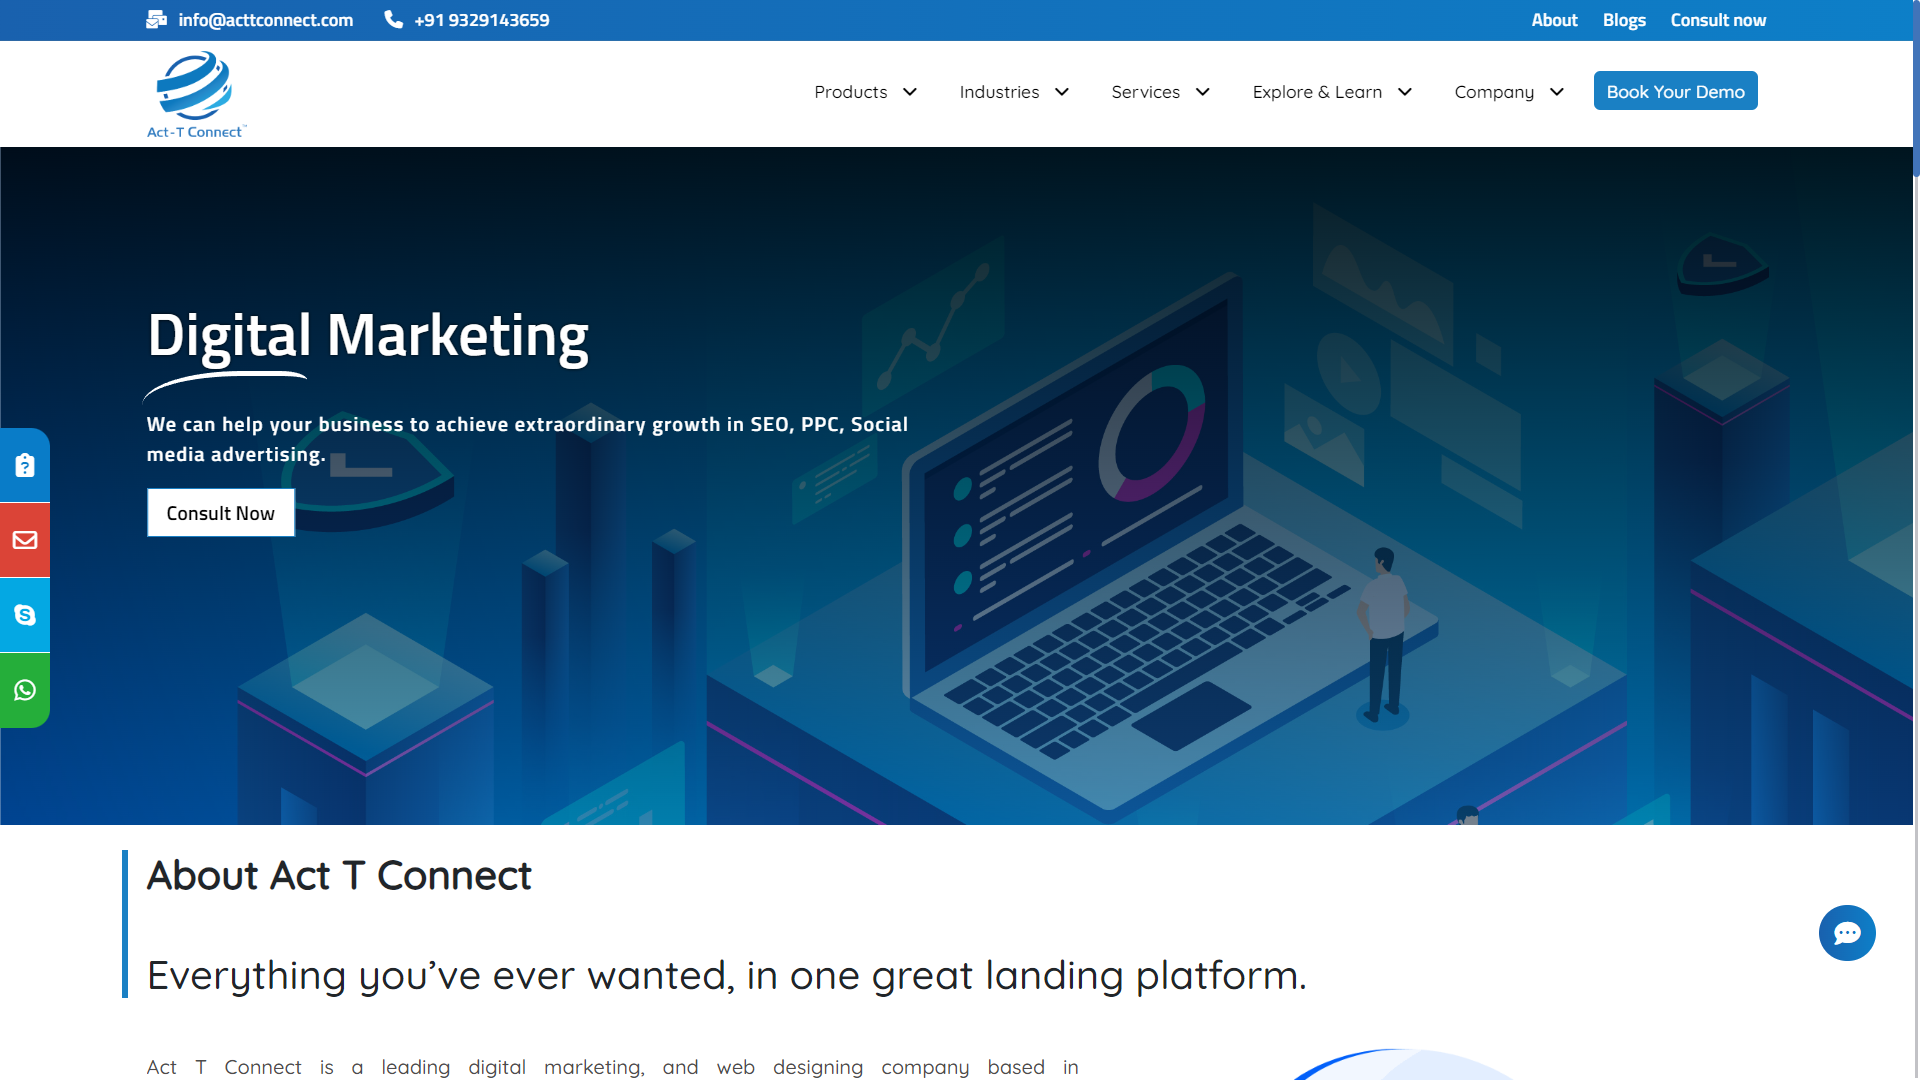 info@acttconnect.com +91 9329143659 About Blogs Consult now
Act-T Connect™
Products Industries Services Explore & Learn Company Book Your Demo
Digital Marketing
We can help your business to achieve extraordinary growth in SEO, PPC, Social
media advertising.
Consult Now
About Act T Connect
Everything you’ve ever wanted, in one great landing platform.
Act T Connect is a leading digital marketing, and web designing company based in